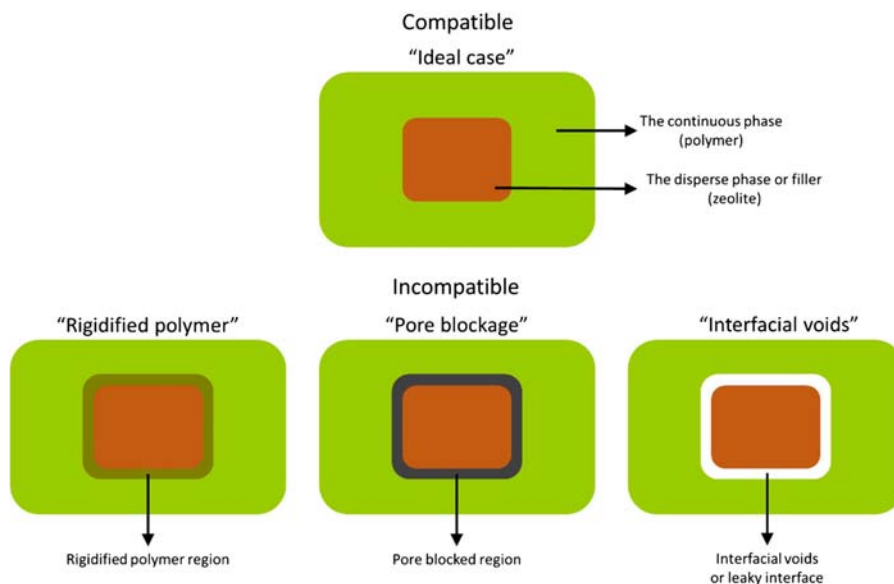 Compatible
“Ideal case”
The continuous phase
(polymer)
The disperse phase or filler
(zeolite)
Incompatible
“Rigidified polymer”
“Pore blockage”
“Interfacial voids”
Rigidified polymer region
Pore blocked region
Interfacial voids
or leaky interface